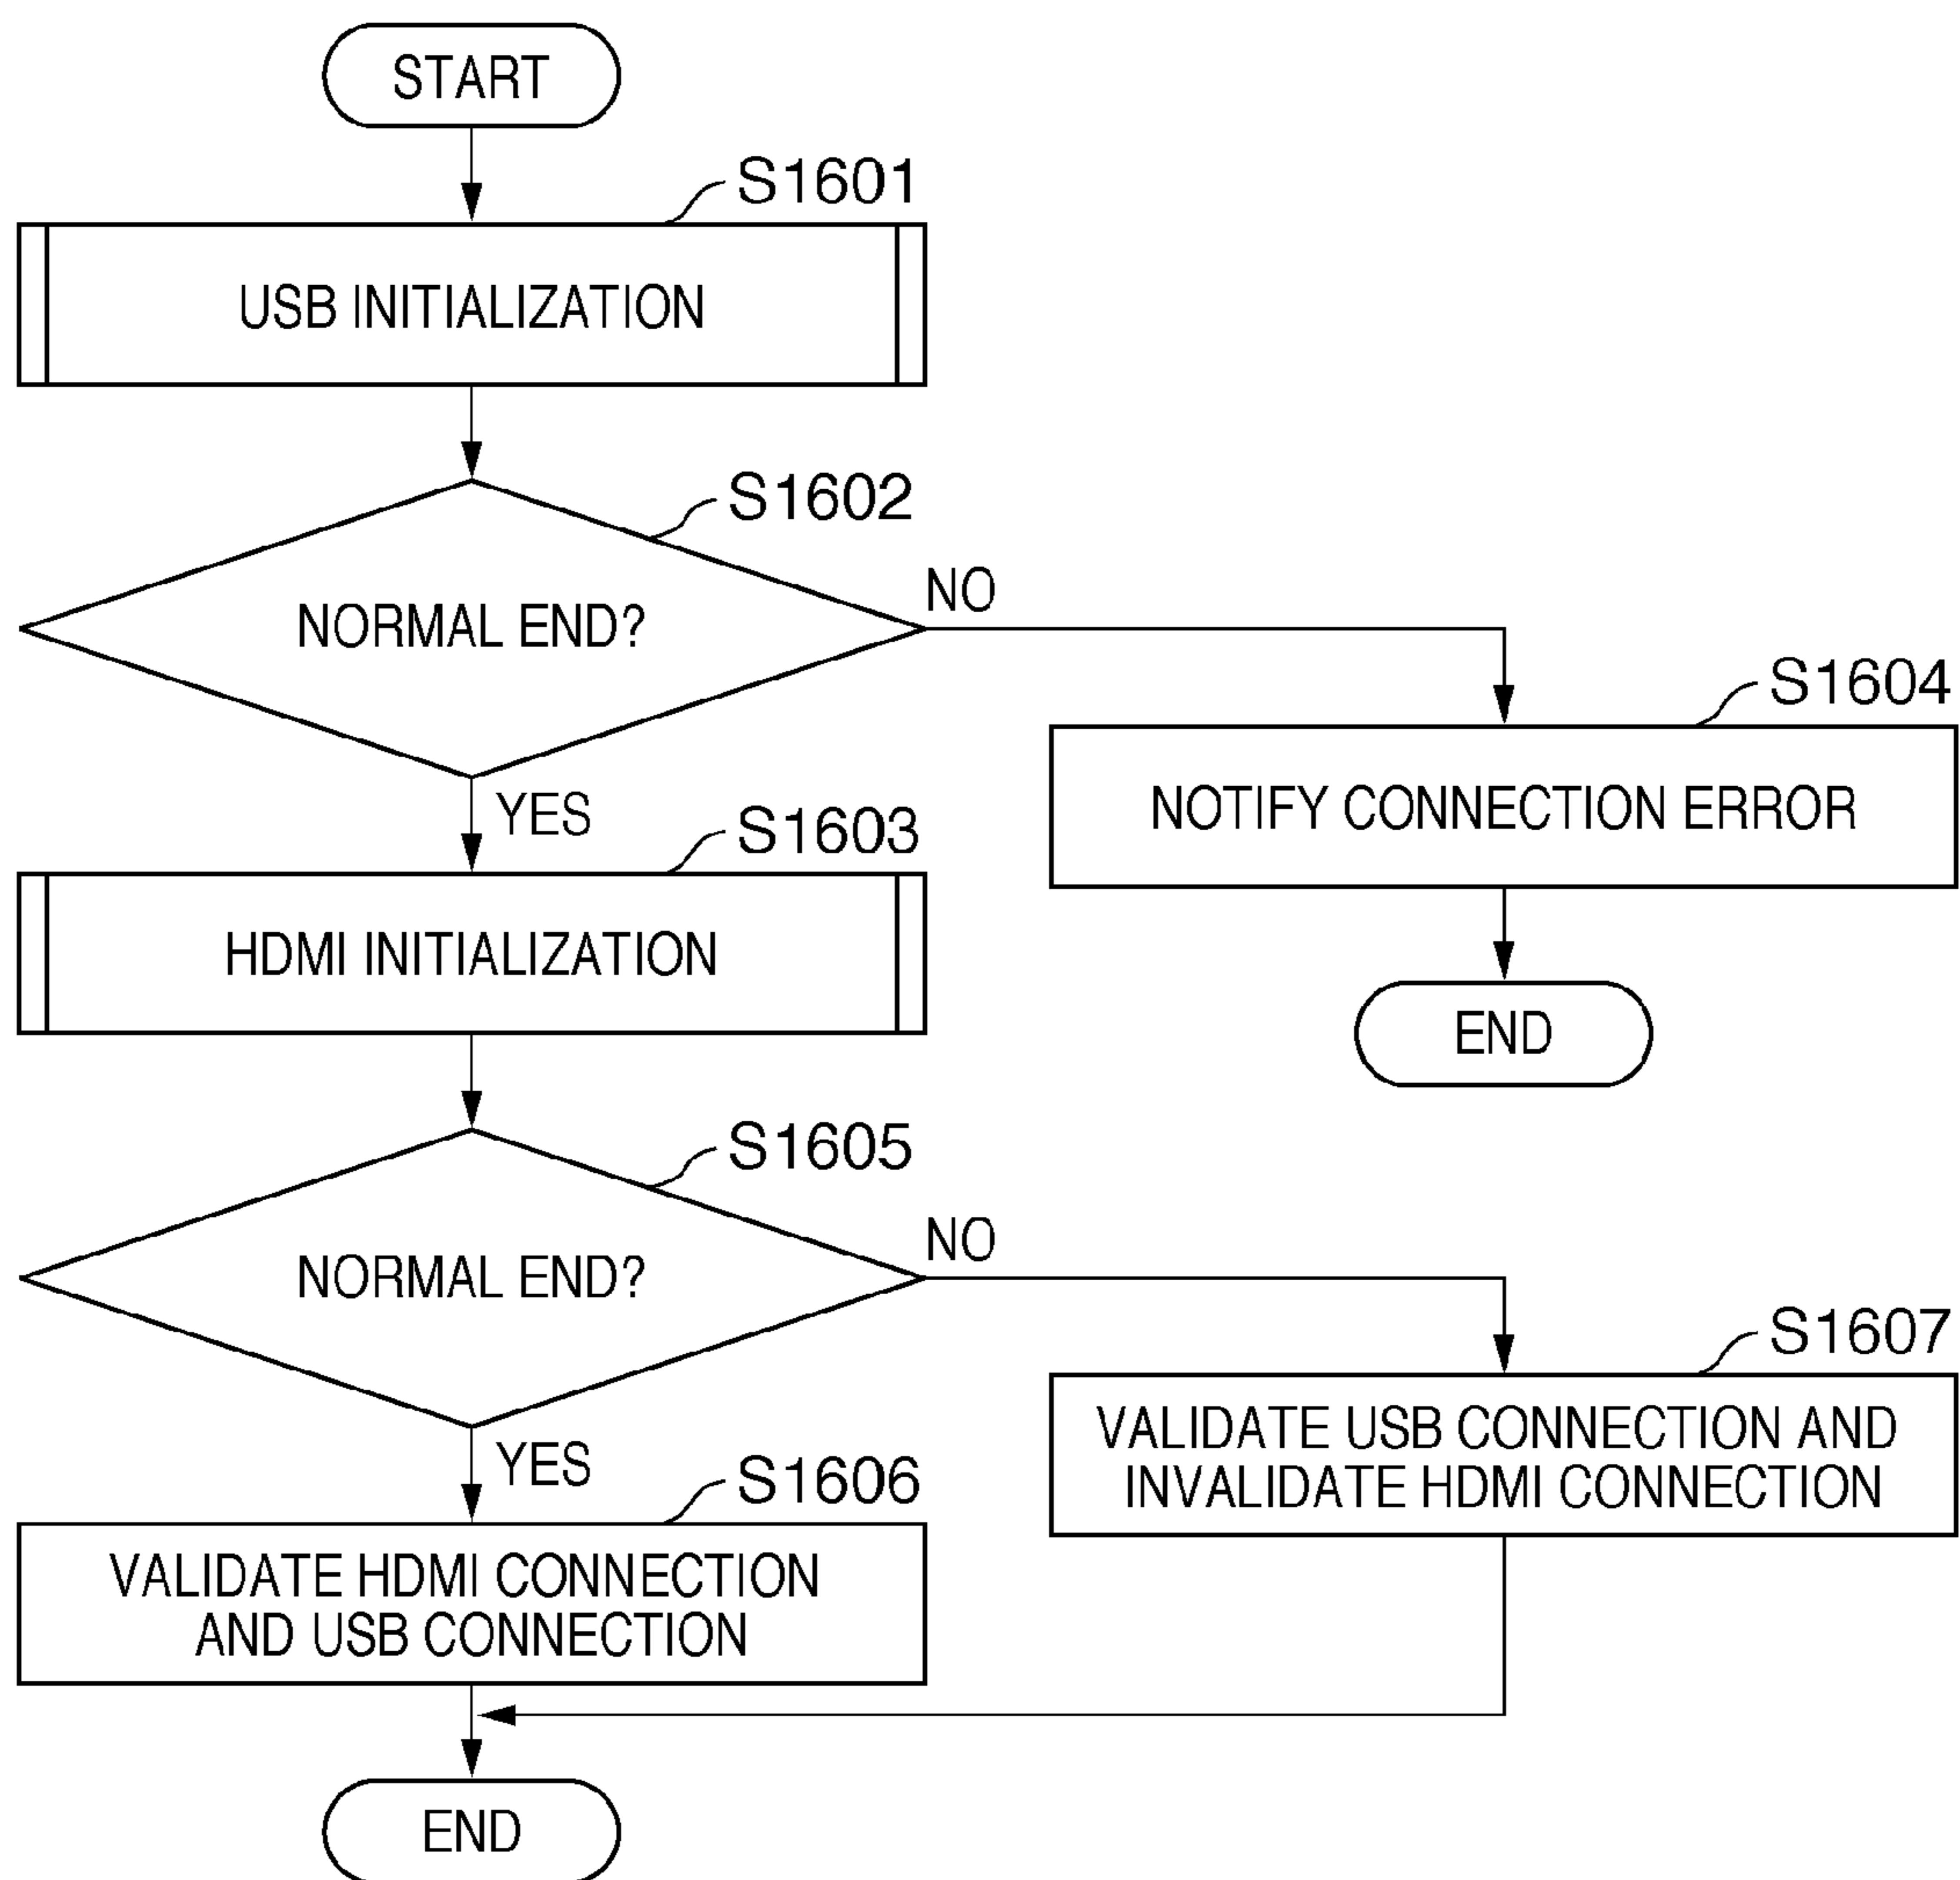 START
S1601
USB INITIALIZATION
S1602
NORMAL END?
NO
S1604
NOTIFY CONNECTION ERROR
END
YES
S1603
HDMI INITIALIZATION
S1605
NORMAL END?
NO
S1607
VALIDATE USB CONNECTION AND
INVALIDATE HDMI CONNECTION
YES
S1606
VALIDATE HDMI CONNECTION
AND USB CONNECTION
END